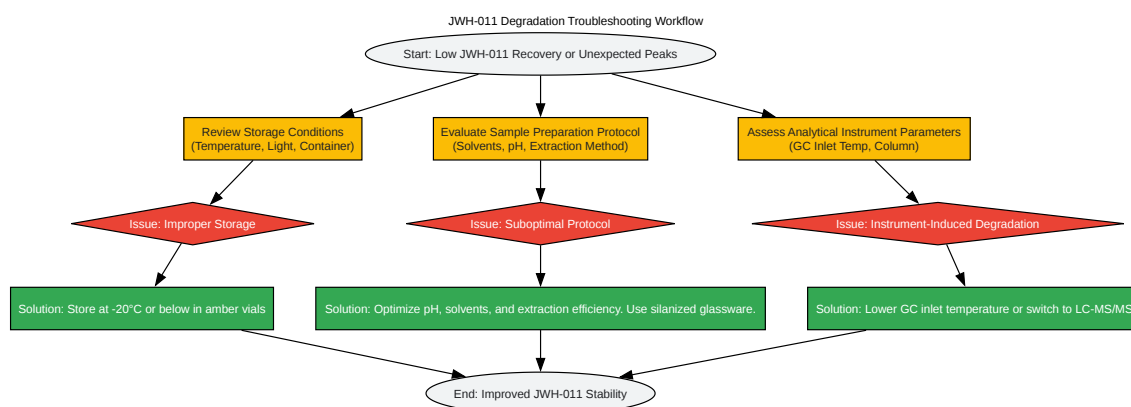 JWH-011 Degradation Troubleshooting Workflow
Start: Low JWH-011 Recovery or Unexpected Peaks
Review Storage Conditions
(Temperature, Light, Container)
Evaluate Sample Preparation Protocol
(Solvents, pH, Extraction Method)
Assess Analytical Instrument Parameters
(GC Inlet Temp, Column)
Issue: Improper Storage
Issue: Suboptimal Protocol
Issue: Instrument-Induced Degradation
Solution: Store at -20°C or below in amber vials
Solution: Optimize pH, solvents, and extraction efficiency. Use silanized glassware.
Solution: Lower GC inlet temperature or switch to LC-MS/MS
End: Improved JWH-011 Stability